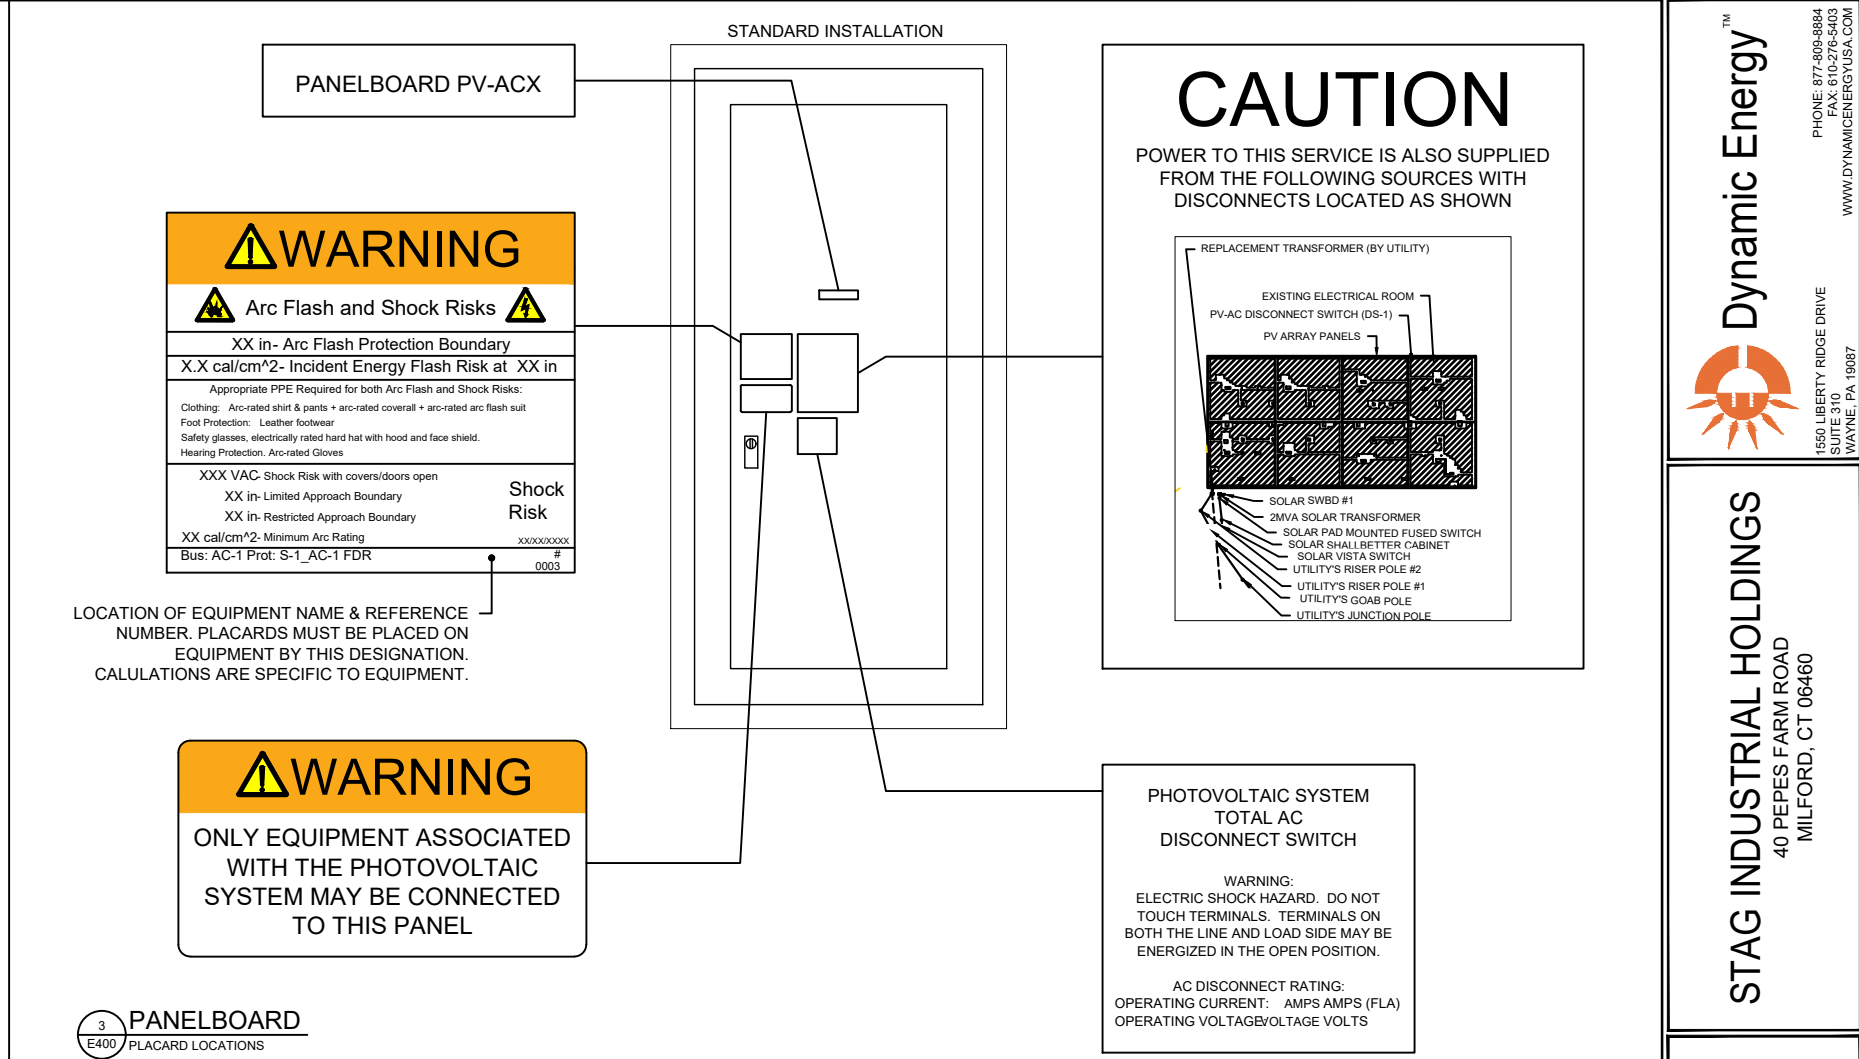 STANDARD INSTALLATION
PANELBOARD PV-ACX
WARNING
Arc Flash and Shock Risks
XX in- Arc Flash Protection Boundary
X.X cal/cm^2- Incident Energy Flash Risk at XX in
Appropriate PPE Required for both Arc Flash and Shock Risks:
Clothing: Arc-rated shirt & pants + arc-rated coverall + arc-rated arc flash suit
Foot Protection: Leather footwear
Safety glasses, electrically rated hard hat with hood and face shield.
Hearing Protection. Arc-rated Gloves
XXX VAC- Shock Risk with covers/doors open
XX in- Limited Approach Boundary
XX in- Restricted Approach Boundary
XX cal/cm^2- Minimum Arc Rating
Shock
Risk
xx/xx/xxxx
Bus: AC-1 Prot: S-1_AC-1 FDR
#
0003
LOCATION OF EQUIPMENT NAME & REFERENCE
NUMBER. PLACARDS MUST BE PLACED ON
EQUIPMENT BY THIS DESIGNATION.
CALULATIONS ARE SPECIFIC TO EQUIPMENT.
WARNING
ONLY EQUIPMENT ASSOCIATED
WITH THE PHOTOVOLTAIC
SYSTEM MAY BE CONNECTED
TO THIS PANEL
3
E400
PANELBOARD
PLACARD LOCATIONS
CAUTION
POWER TO THIS SERVICE IS ALSO SUPPLIED
FROM THE FOLLOWING SOURCES WITH
DISCONNECTS LOCATED AS SHOWN
REPLACEMENT TRANSFORMER (BY UTILITY)
EXISTING ELECTRICAL ROOM
PV-AC DISCONNECT SWITCH (DS-1)
PV ARRAY PANELS
SOLAR SWBD #1
2MVA SOLAR TRANSFORMER
SOLAR PAD MOUNTED FUSED SWITCH
SOLAR SHALLBETTER CABINET
SOLAR VISTA SWITCH
UTILITY'S RISER POLE #2
UTILITY'S RISER POLE #1
UTILITY'S GOAB POLE
UTILITY'S JUNCTION POLE
PHOTOVOLTAIC SYSTEM
TOTAL AC
DISCONNECT SWITCH
WARNING:
ELECTRIC SHOCK HAZARD. DO NOT
TOUCH TERMINALS. TERMINALS ON
BOTH THE LINE AND LOAD SIDE MAY BE
ENERGIZED IN THE OPEN POSITION.
AC DISCONNECT RATING:
OPERATING CURRENT: AMPS AMPS (FLA)
OPERATING VOLTAGE:VOLTAGE VOLTS
Dynamic Energy™
PHONE: 877-809-8884
FAX: 610-276-5403
WWW.DYNAMICENERGYUSA.COM
1550 LIBERTY RIDGE DRIVE
SUITE 310
WAYNE, PA 19087
STAG INDUSTRIAL HOLDINGS
40 PEPES FARM ROAD
MILFORD, CT 06460